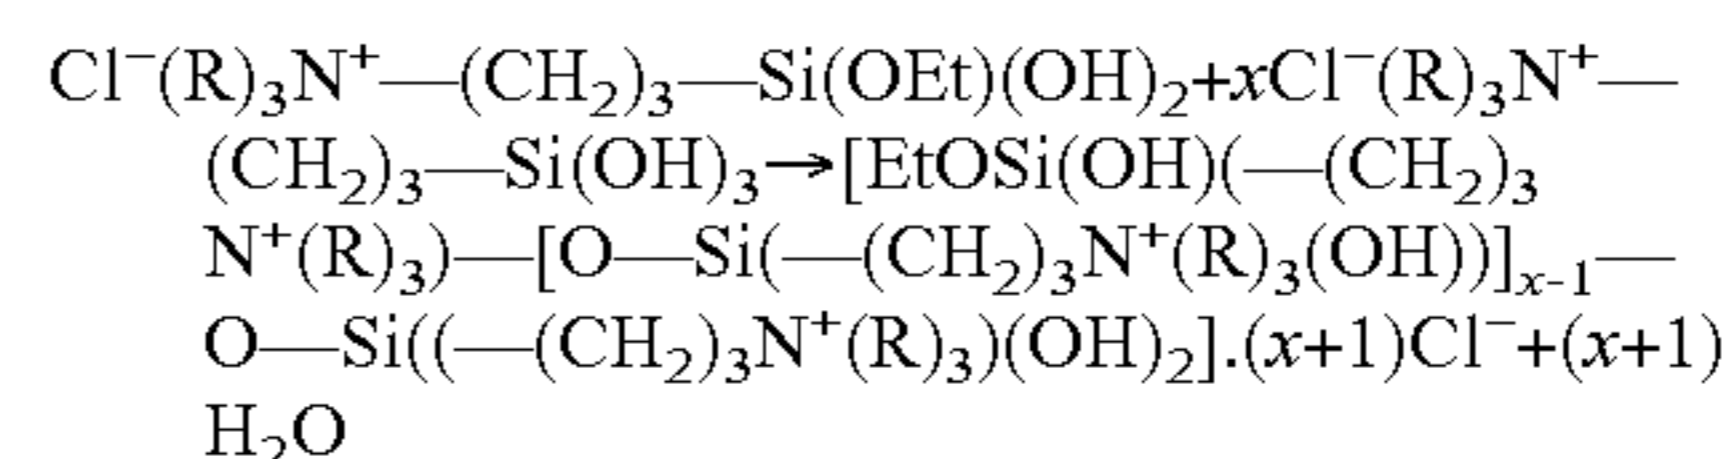 Cl⁻(R)₃N⁺—(CH₂)₃—Si(OEt)(OH)₂+xCl⁻(R)₃N⁺—
(CH₂)₃—Si(OH)₃→[EtOSi(OH)(—(CH₂)₃
N⁺(R)₃)—[O—Si(—(CH₂)₃N⁺(R)₃(OH))]ₓ₋₁—
O—Si((—(CH₂)₃N⁺(R)₃)(OH)₂].(x+1)Cl⁻+(x+1)
H₂O